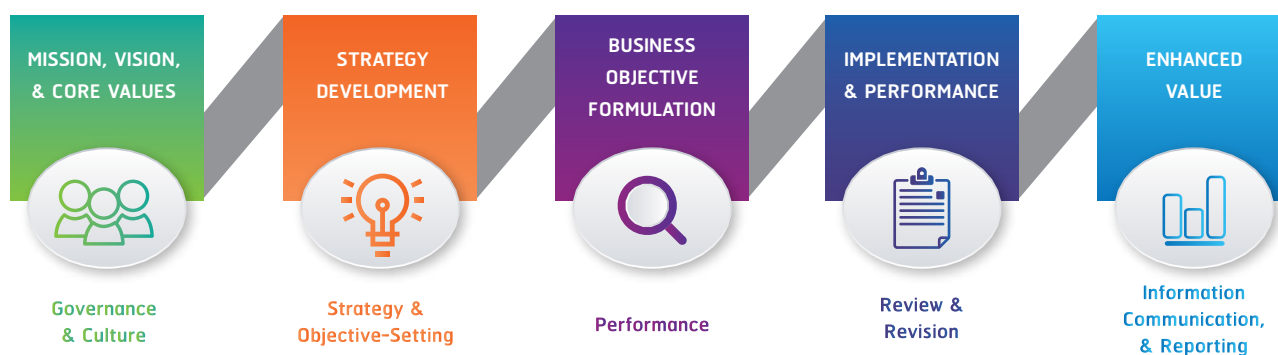 MISSION, VISION,
& CORE VALUES
STRATEGY
DEVELOPMENT
BUSINESS
OBJECTIVE
FORMULATION
IMPLEMENTATION
& PERFORMANCE
ENHANCED
VALUE
Governance
& Culture
Strategy &
Objective-Setting
Performance
Review &
Revision
Information
Communication,
& Reporting